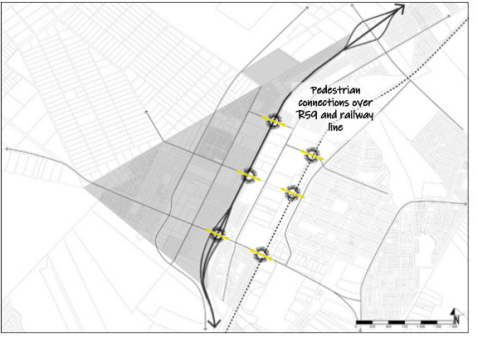 Pedestrian
connections over
R59 and railway
line
N